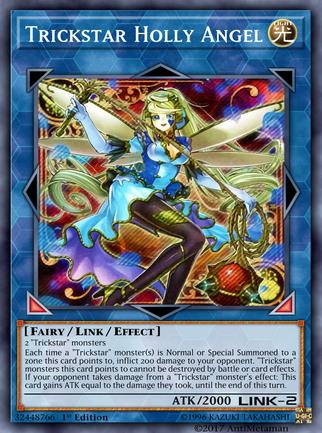 TRICKSTAR HOLLY ANGEL
LIGHT
光
[FAIRY / LINK / EFFECT]
2 "Trickstar" monsters
Each time a "Trickstar" monster(s) is Normal or Special Summoned to a
zone this card points to, inflict 200 damage to your opponent. "Trickstar"
monsters this card points to cannot be destroyed by battle or card effects.
If your opponent takes damage from a "Trickstar" monster's effect: This
card gains ATK equal to the damage they took, until the end of this turn.
ATK/2000 LINK-2
32448766 1st Edition ©1996 KAZUKI TAKAHASHI
©2017 AntiMetaman